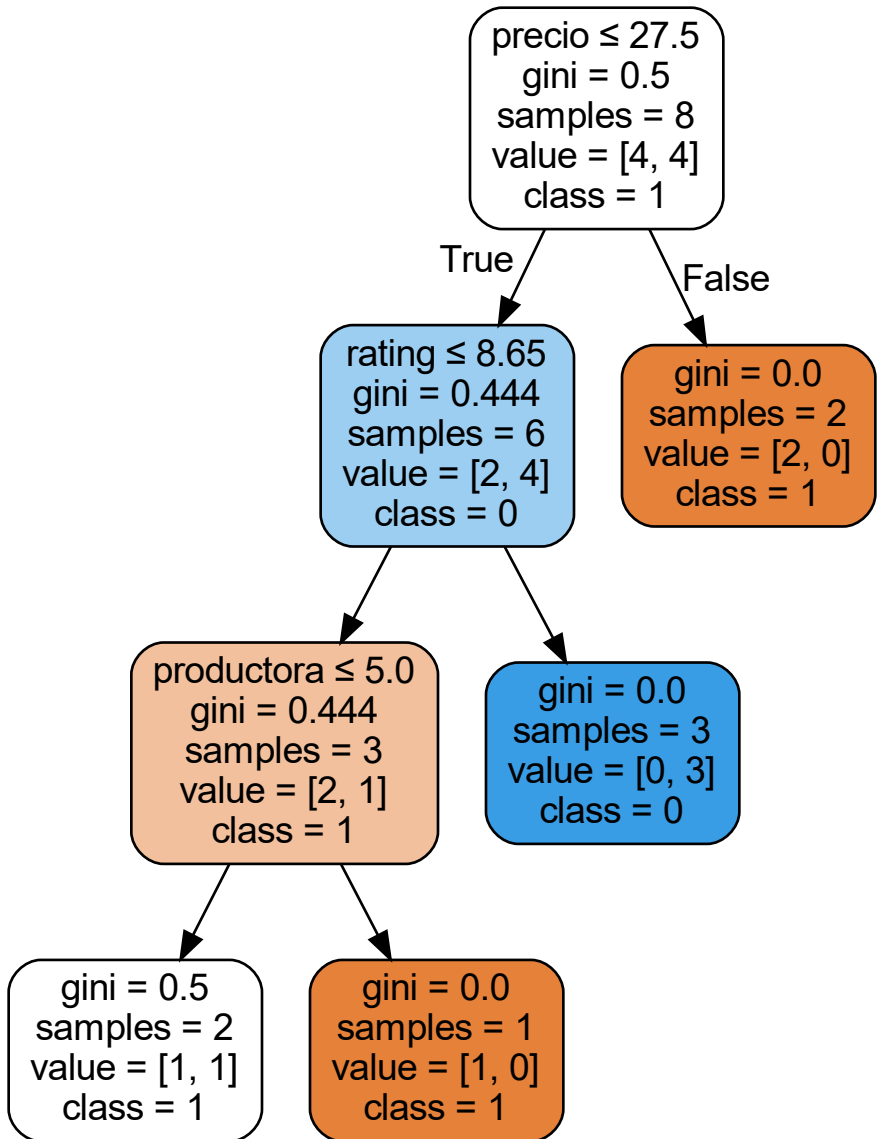 precio ≤ 27.5
gini = 0.5
samples = 8
value = [4, 4]
class = 1
True
False
rating ≤ 8.65
gini = 0.444
samples = 6
value = [2, 4]
class = 0
gini = 0.0
samples = 2
value = [2, 0]
class = 1
productora ≤ 5.0
gini = 0.444
samples = 3
value = [2, 1]
class = 1
gini = 0.0
samples = 3
value = [0, 3]
class = 0
gini = 0.5
samples = 2
value = [1, 1]
class = 1
gini = 0.0
samples = 1
value = [1, 0]
class = 1